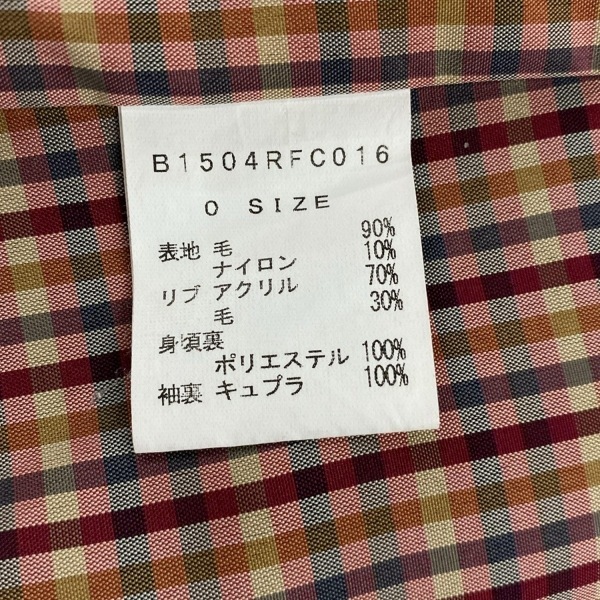 B1504RFC016
0 SIZE
表地 毛 90%
ナイロン 10%
リブ アクリル 70%
毛 30%
身頃裏
ポリエステル 100%
袖裏 キュプラ 100%